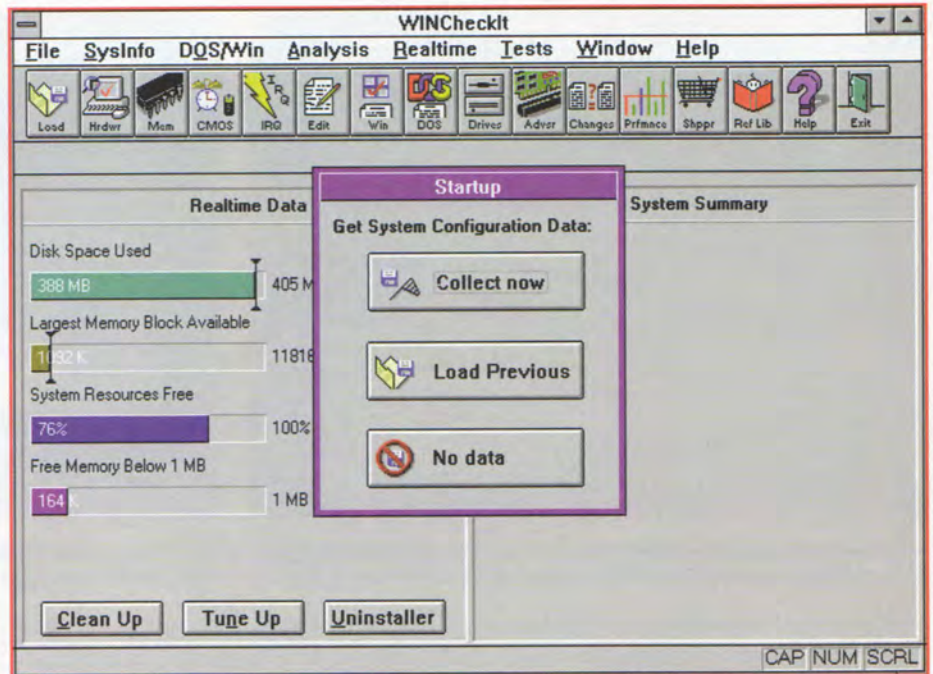 WINCheckIt
File SysInfo DOS/Win Analysis Realtime Tests Window Help
Load Hrdwr Mem CMOS IRQ Edit Win DOS Drives Advsr Changes Prfmnce Shppr Ref Lib Help Exit
Startup
Realtime Data
System Summary
Get System Configuration Data:
Disk Space Used
388 MB
405 M
Collect now
Largest Memory Block Available
1092 K
11818
Load Previous
System Resources Free
76%
100%
No data
Free Memory Below 1 MB
164 K
1 MB
Clean Up Tune Up Uninstaller
CAP NUM SCRL